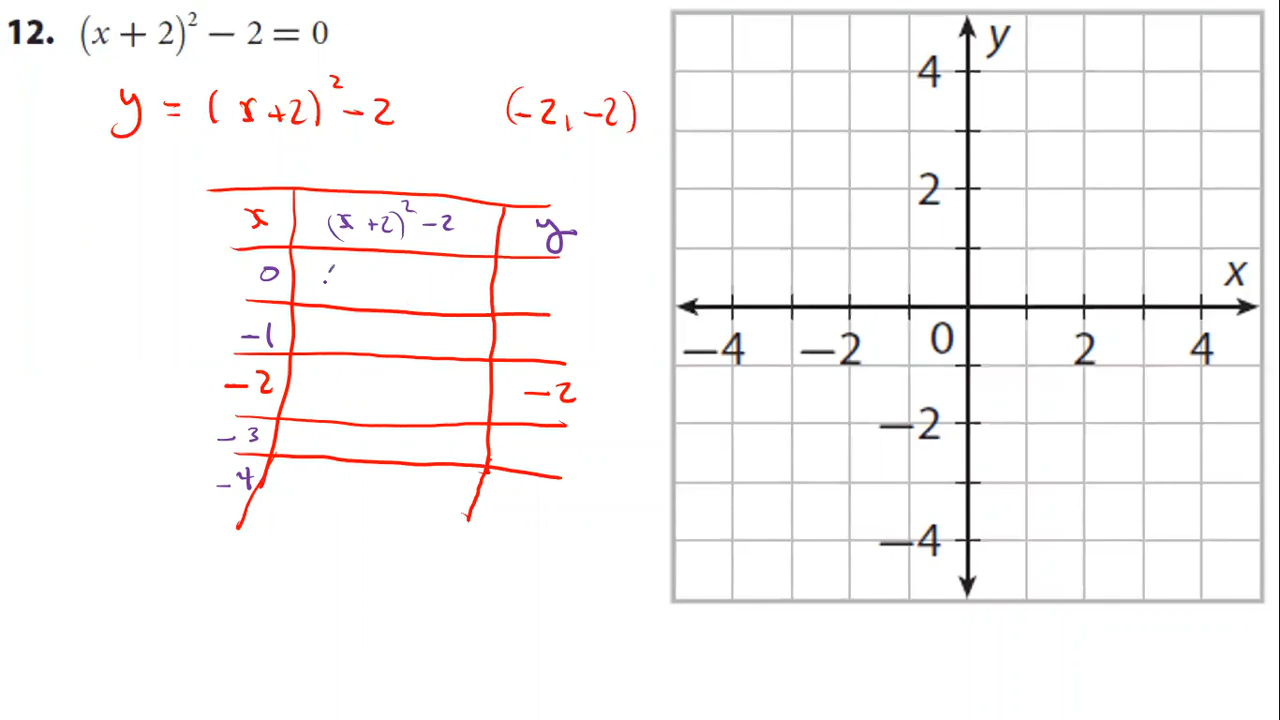 12. (x + 2)² − 2 = 0
y = (x+2)² −2 (−2, −2)
x (x +2)² −2 y
0
−1
−2 −2
−3
−4
y
4
2
x
−4 −2 0 2 4
−2
−4